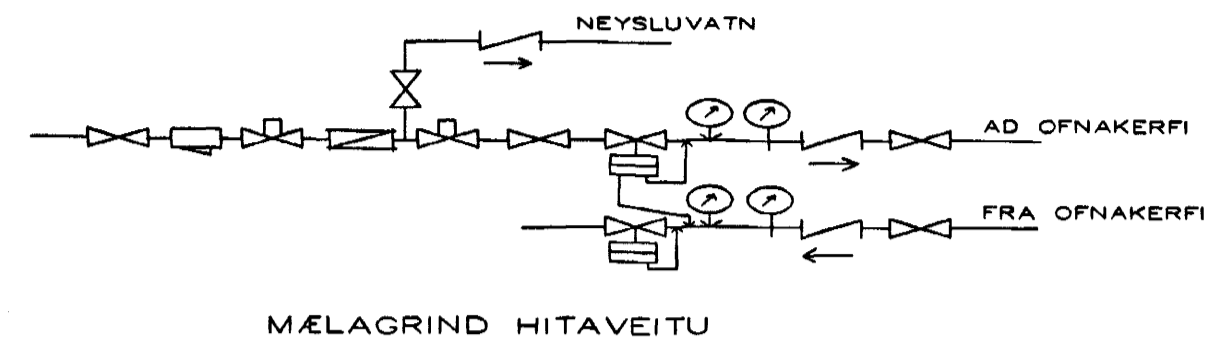 NEYSLUVATN
AD OFNAKERFI
FRA OFNAKERFI
MÆLAGRIND HITAVEITU